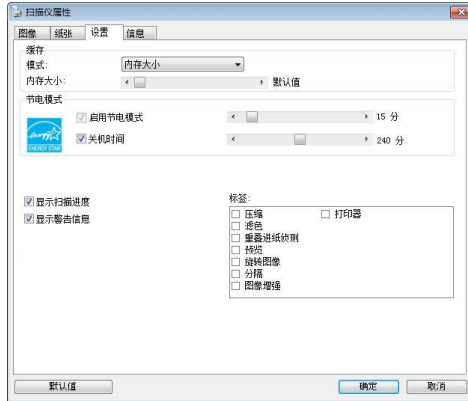 扫描仪属性
图像 纸张 设置 信息
缓存
模式: 内存大小
内存大小: 默认值
节电模式
启用节电模式 15 分
关机时间 240 分
ENERGY STAR
显示扫描进度
显示警告信息
标签:
压缩 打印器
滤色
重叠进纸侦测
预览
旋转图像
分隔
图像增强
默认值 确定 取消